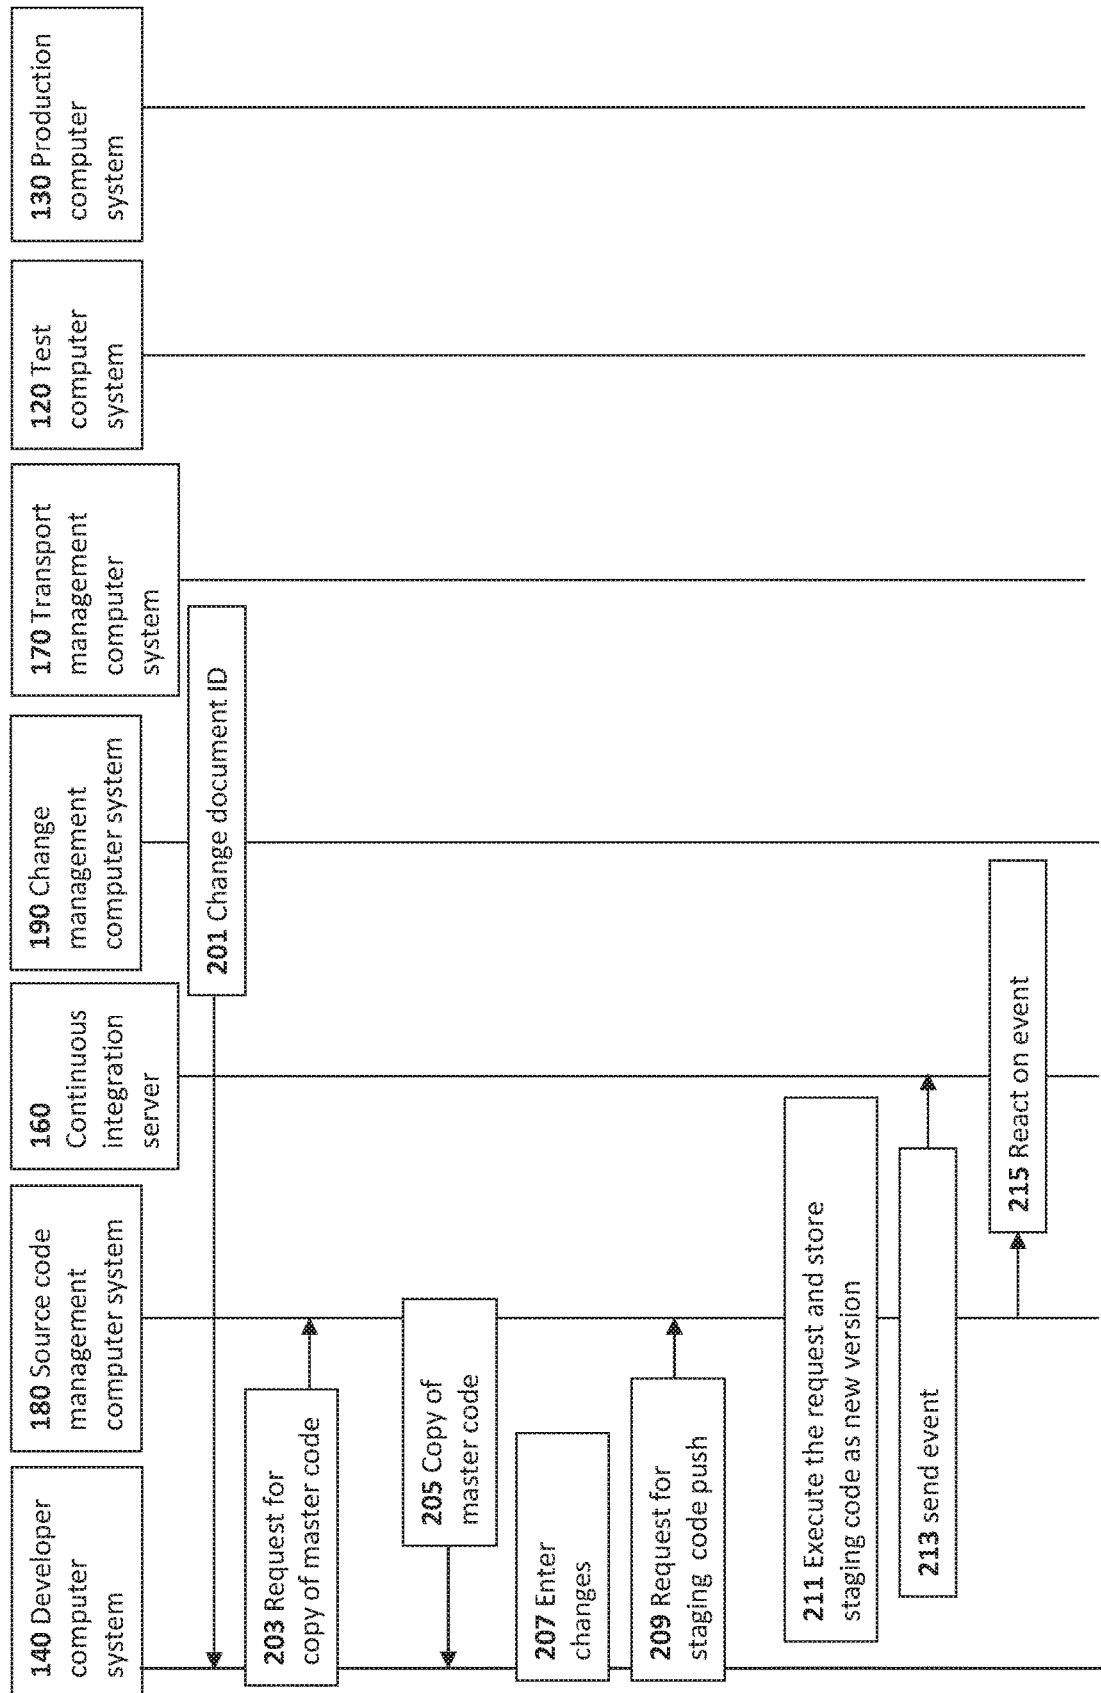 140 Developer
computer
system
180 Source code
management
computer system
160
Continuous
integration
server
190 Change
management
computer system
170 Transport
management
computer
system
120 Test
computer
system
130 Production
computer
system
201 Change document ID
203 Request for
copy of master code
205 Copy of
master code
207 Enter
changes
209 Request for
staging code push
211 Execute the request and store
staging code as new version
213 send event
215 React on event